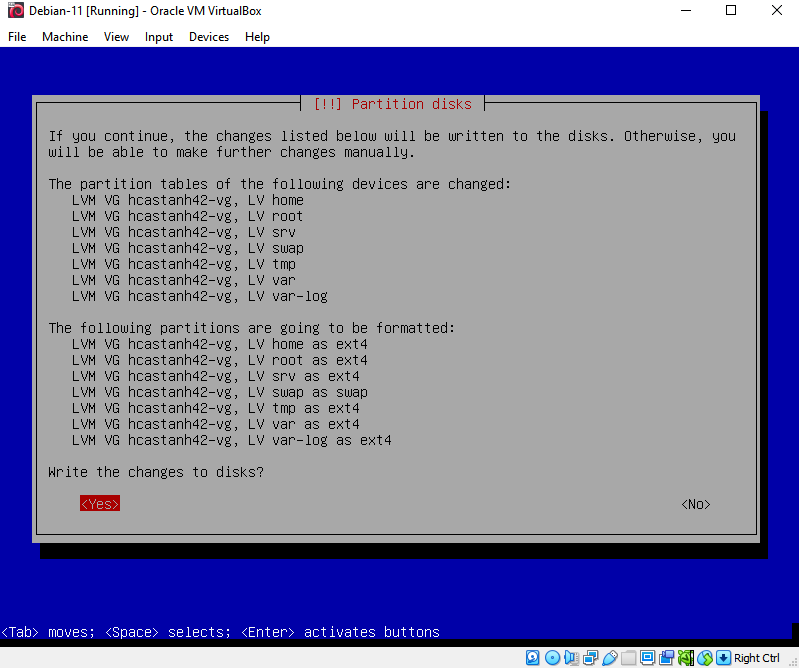 Debian-11 [Running] - Oracle VM VirtualBox
File Machine View Input Devices Help
[!!] Partition disks
If you continue, the changes listed below will be written to the disks. Otherwise, you
will be able to make further changes manually.
The partition tables of the following devices are changed:
LVM VG hcastanh42-vg, LV home
LVM VG hcastanh42-vg, LV root
LVM VG hcastanh42-vg, LV srv
LVM VG hcastanh42-vg, LV swap
LVM VG hcastanh42-vg, LV tmp
LVM VG hcastanh42-vg, LV var
LVM VG hcastanh42-vg, LV var-log
The following partitions are going to be formatted:
LVM VG hcastanh42-vg, LV home as ext4
LVM VG hcastanh42-vg, LV root as ext4
LVM VG hcastanh42-vg, LV srv as ext4
LVM VG hcastanh42-vg, LV swap as swap
LVM VG hcastanh42-vg, LV tmp as ext4
LVM VG hcastanh42-vg, LV var as ext4
LVM VG hcastanh42-vg, LV var-log as ext4
Write the changes to disks?
<Yes> <No>
<Tab> moves; <Space> selects; <Enter> activates buttons
Right Ctrl